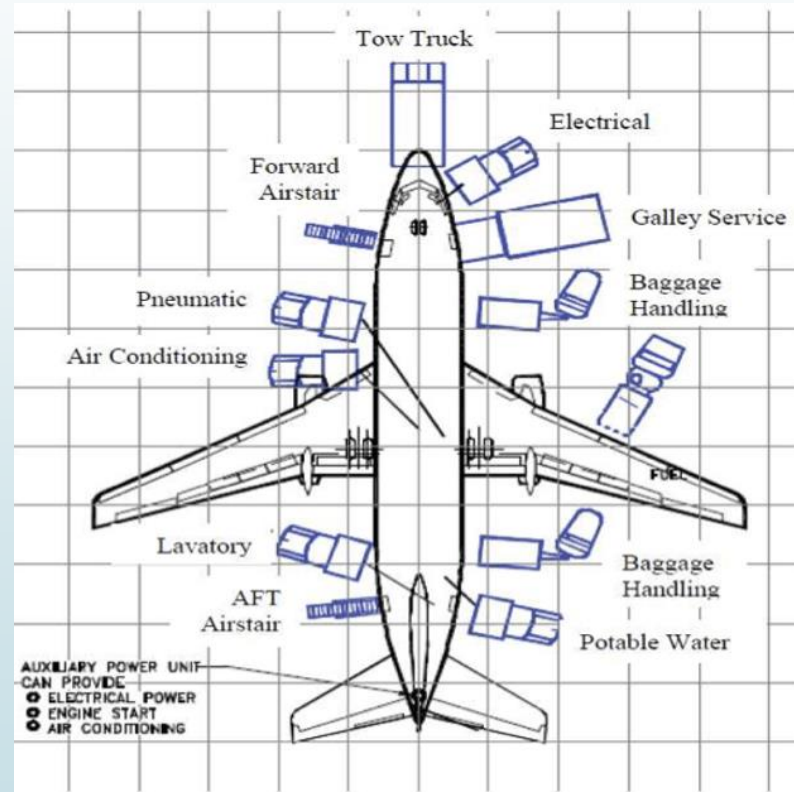 Tow Truck
Electrical
Forward
Airstair
Galley Service
Pneumatic
Baggage
Handling
Air Conditioning
FUEL
Lavatory
Baggage
Handling
AFT
Airstair
Potable Water
AUXILIARY POWER UNIT
CAN PROVIDE
ELECTRICAL POWER
ENGINE START
AIR CONDITIONING